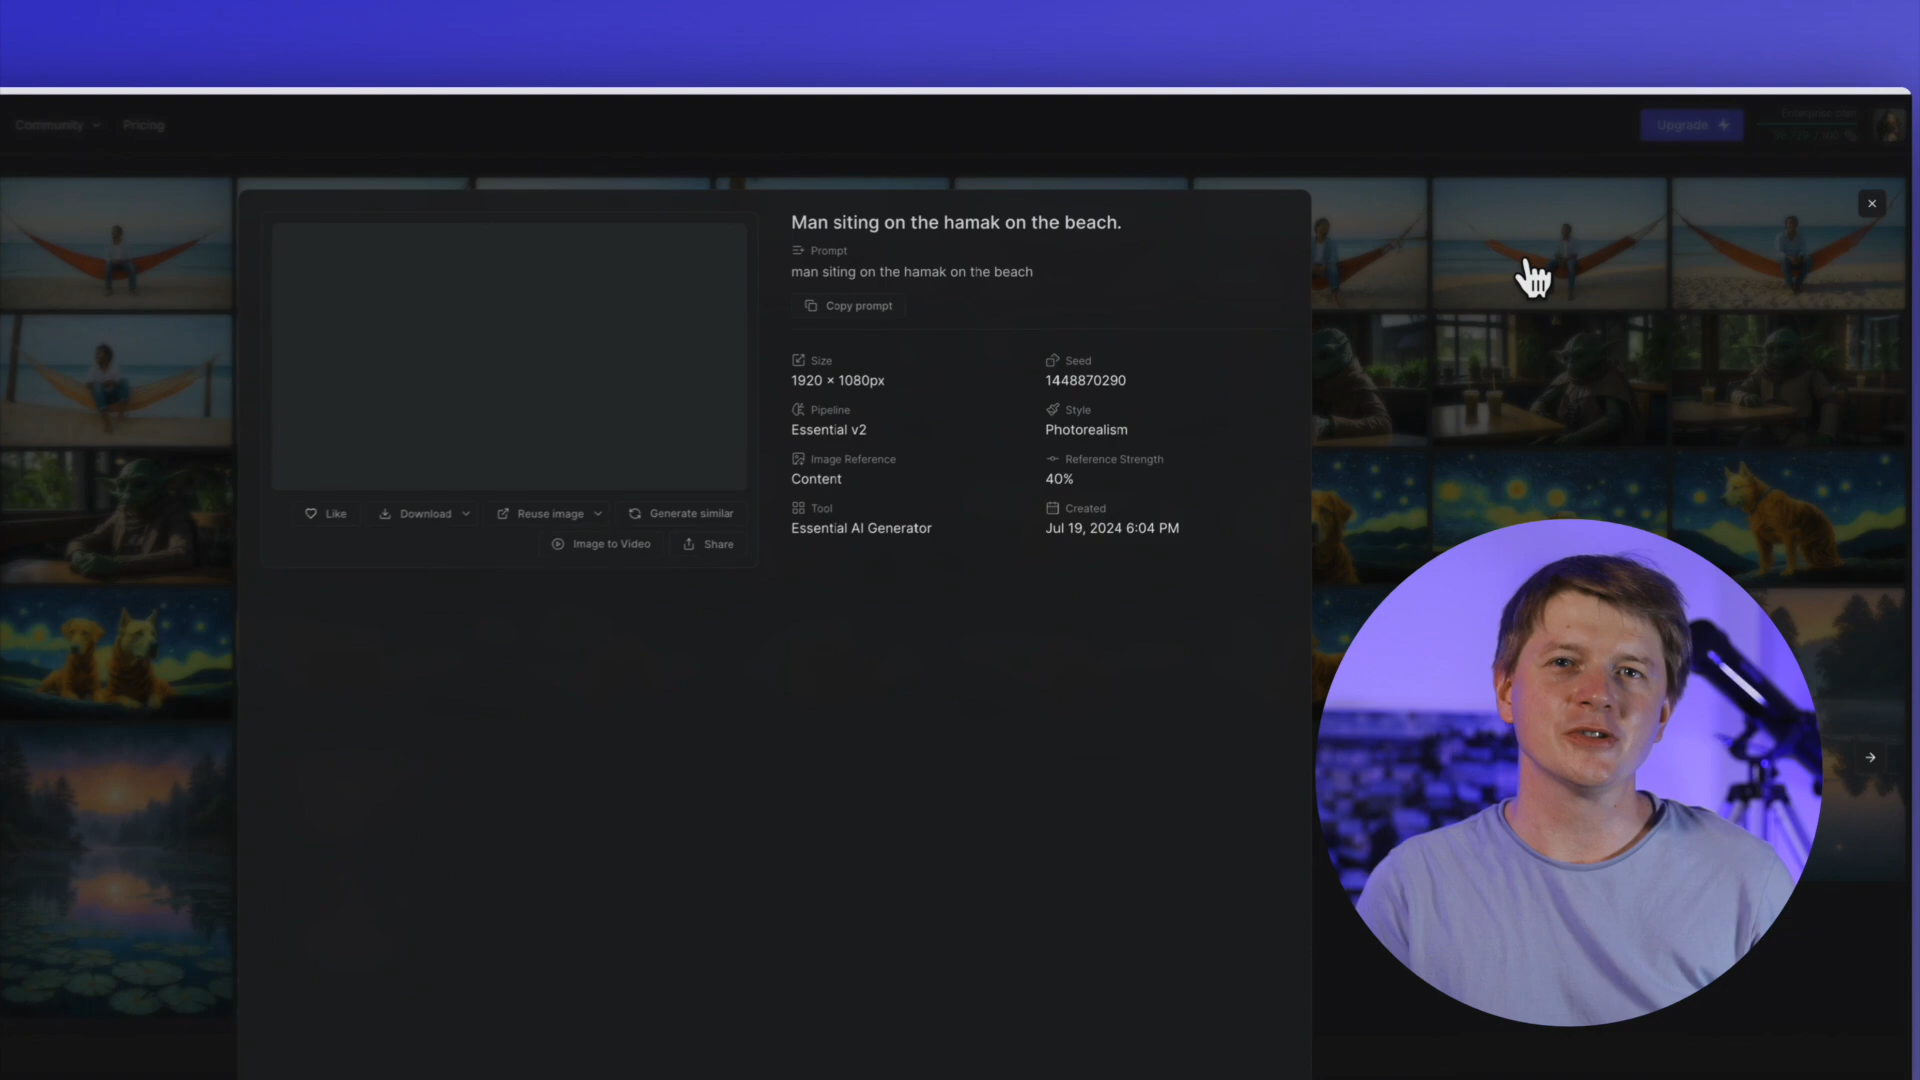 Community
Pricing
Upgrade
Enterprise plan
Man siting on the hamak on the beach.
Prompt
man siting on the hamak on the beach
Copy prompt
Size
1920 × 1080px
Seed
1448870290
Pipeline
Essential v2
Style
Photorealism
Image Reference
Content
Reference Strength
40%
Tool
Essential AI Generator
Created
Jul 19, 2024 6:04 PM
Like
Download
Reuse image
Generate similar
Image to Video
Share